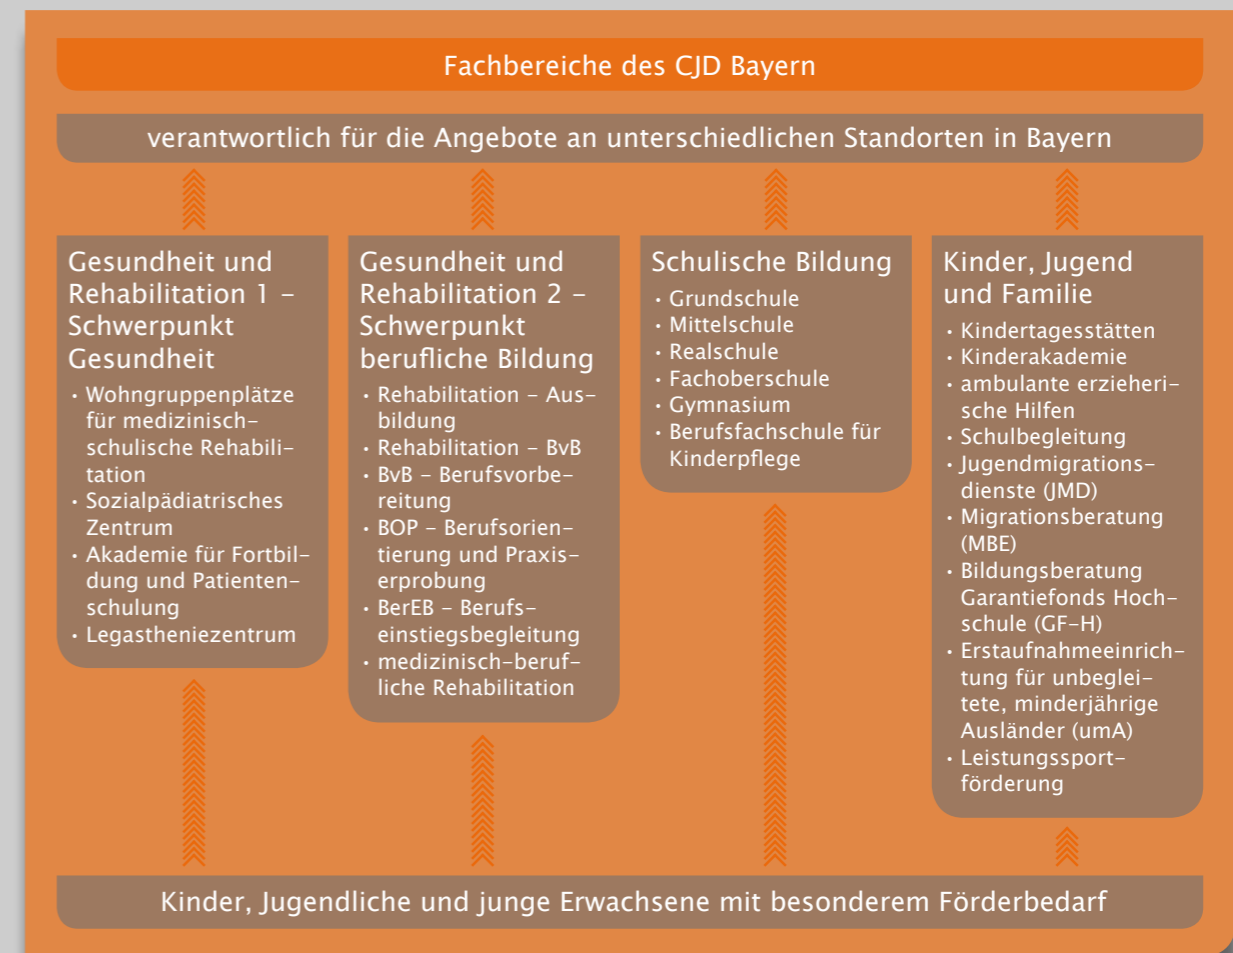 Fachbereiche des CJD Bayern
verantwortlich für die Angebote an unterschiedlichen Standorten in Bayern
Gesundheit und
Rehabilitation 1 –
Schwerpunkt
Gesundheit
• Wohngruppenplätze
für medizinisch-
schulische Rehabili-
tation
• Sozialpädiatrisches
Zentrum
• Akademie für Fortbil-
dung und Patienten-
schulung
• Legastheniezentrum
Gesundheit und
Rehabilitation 2 –
Schwerpunkt
berufliche Bildung
• Rehabilitation – Aus-
bildung
• Rehabilitation – BvB
• BvB – Berufsvorbe-
reitung
• BOP – Berufsorien-
tierung und Praxis-
erprobung
• BerEB – Berufs-
einstiegsbegleitung
• medizinisch-beruf-
liche Rehabilitation
Schulische Bildung
• Grundschule
• Mittelschule
• Realschule
• Fachoberschule
• Gymnasium
• Berufsfachschule für
Kinderpflege
Kinder, Jugend
und Familie
• Kindertagesstätten
• Kinderakademie
• ambulante erzieheri-
sche Hilfen
• Schulbegleitung
• Jugendmigrations-
dienste (JMD)
• Migrationsberatung
(MBE)
• Bildungsberatung
Garantiefonds Hoch-
schule (GF-H)
• Erstaufnahmeeinrich-
tung für unbeglei-
tete, minderjährige
Ausländer (umA)
• Leistungssport-
förderung
Kinder, Jugendliche und junge Erwachsene mit besonderem Förderbedarf